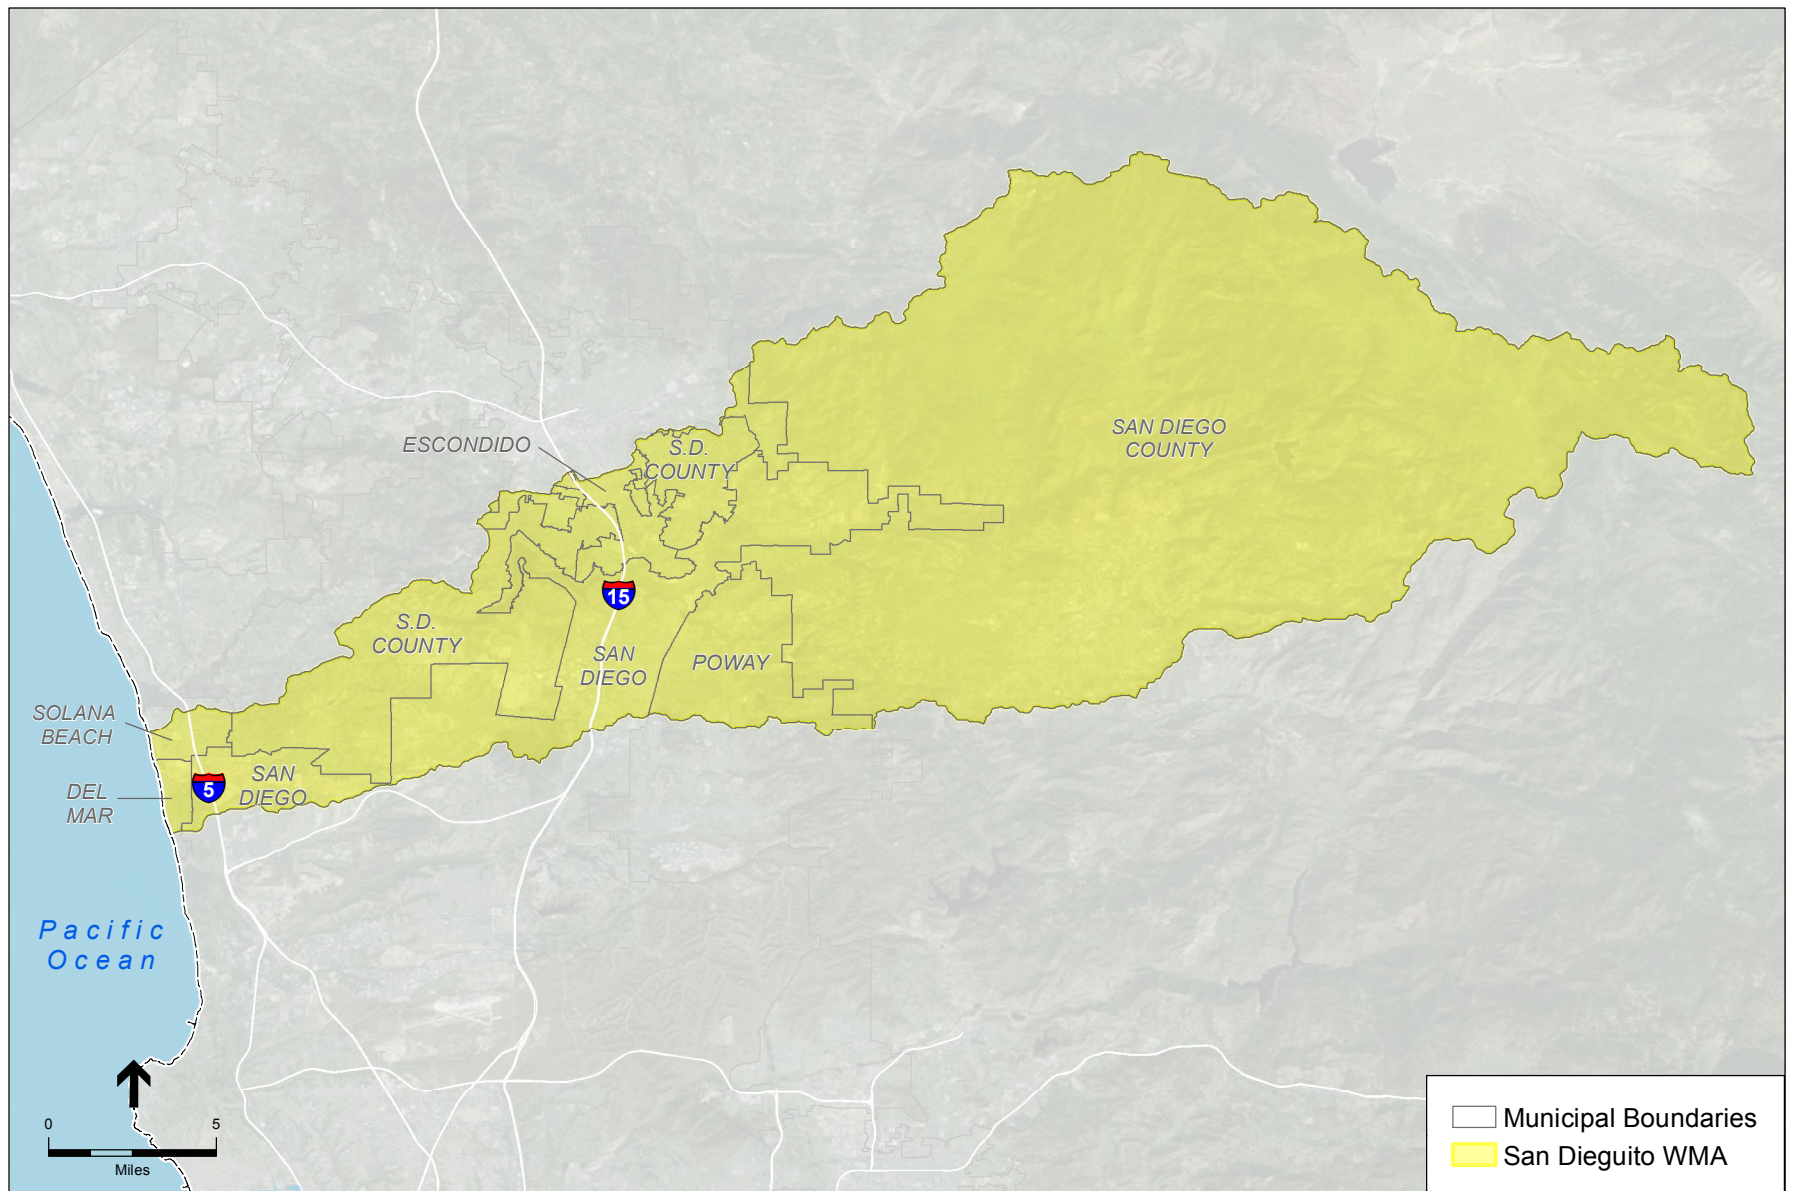 SAN DIEGO
COUNTY
ESCONDIDO
S.D.
COUNTY
15
S.D.
COUNTY
SAN
DIEGO
POWAY
SOLANA
BEACH
SAN
DIEGO
5
DEL
MAR
Pacific
Ocean
0 5
Miles
Municipal Boundaries
San Dieguito WMA